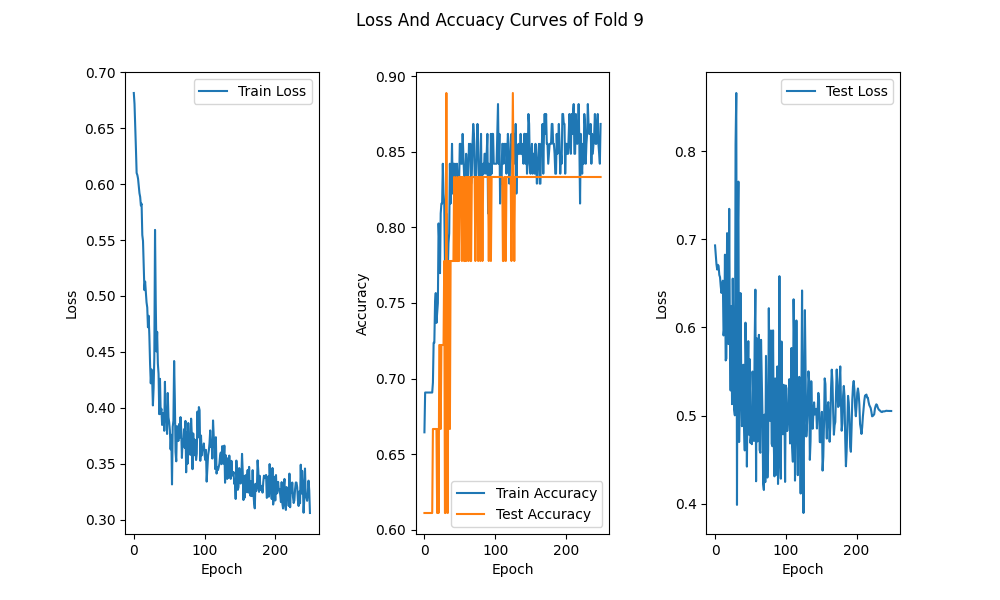 Loss And Accuacy Curves of Fold 9
Train Loss
Loss
0.70
0.65
0.60
0.55
0.50
0.45
0.40
0.35
0.30
0 100 200
Epoch
Accuracy
0.90
0.85
0.80
0.75
0.70
0.65
0.60
Train Accuracy
Test Accuracy
0 100 200
Epoch
Test Loss
Loss
0.8
0.7
0.6
0.5
0.4
0 100 200
Epoch